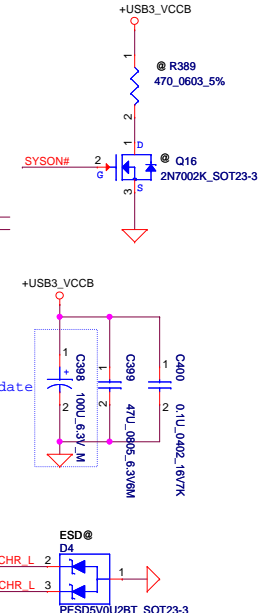 +USB3_VCCB
1
@ R389
470_0603_5%
2
1 D
@ Q16
SYSON# 2
G
2N7002K_SOT23-3
3 S
+USB3_VCCB
1
+
2
C398 100U_6.3V_M
1
2
C399
47U_0805_6.3V6M
1
2
C400
0.1U_0402_16V7K
date
ESD@
D4
CHR_L 2
1
CHR_L 3
PESD5V0U2BT_SOT23-3